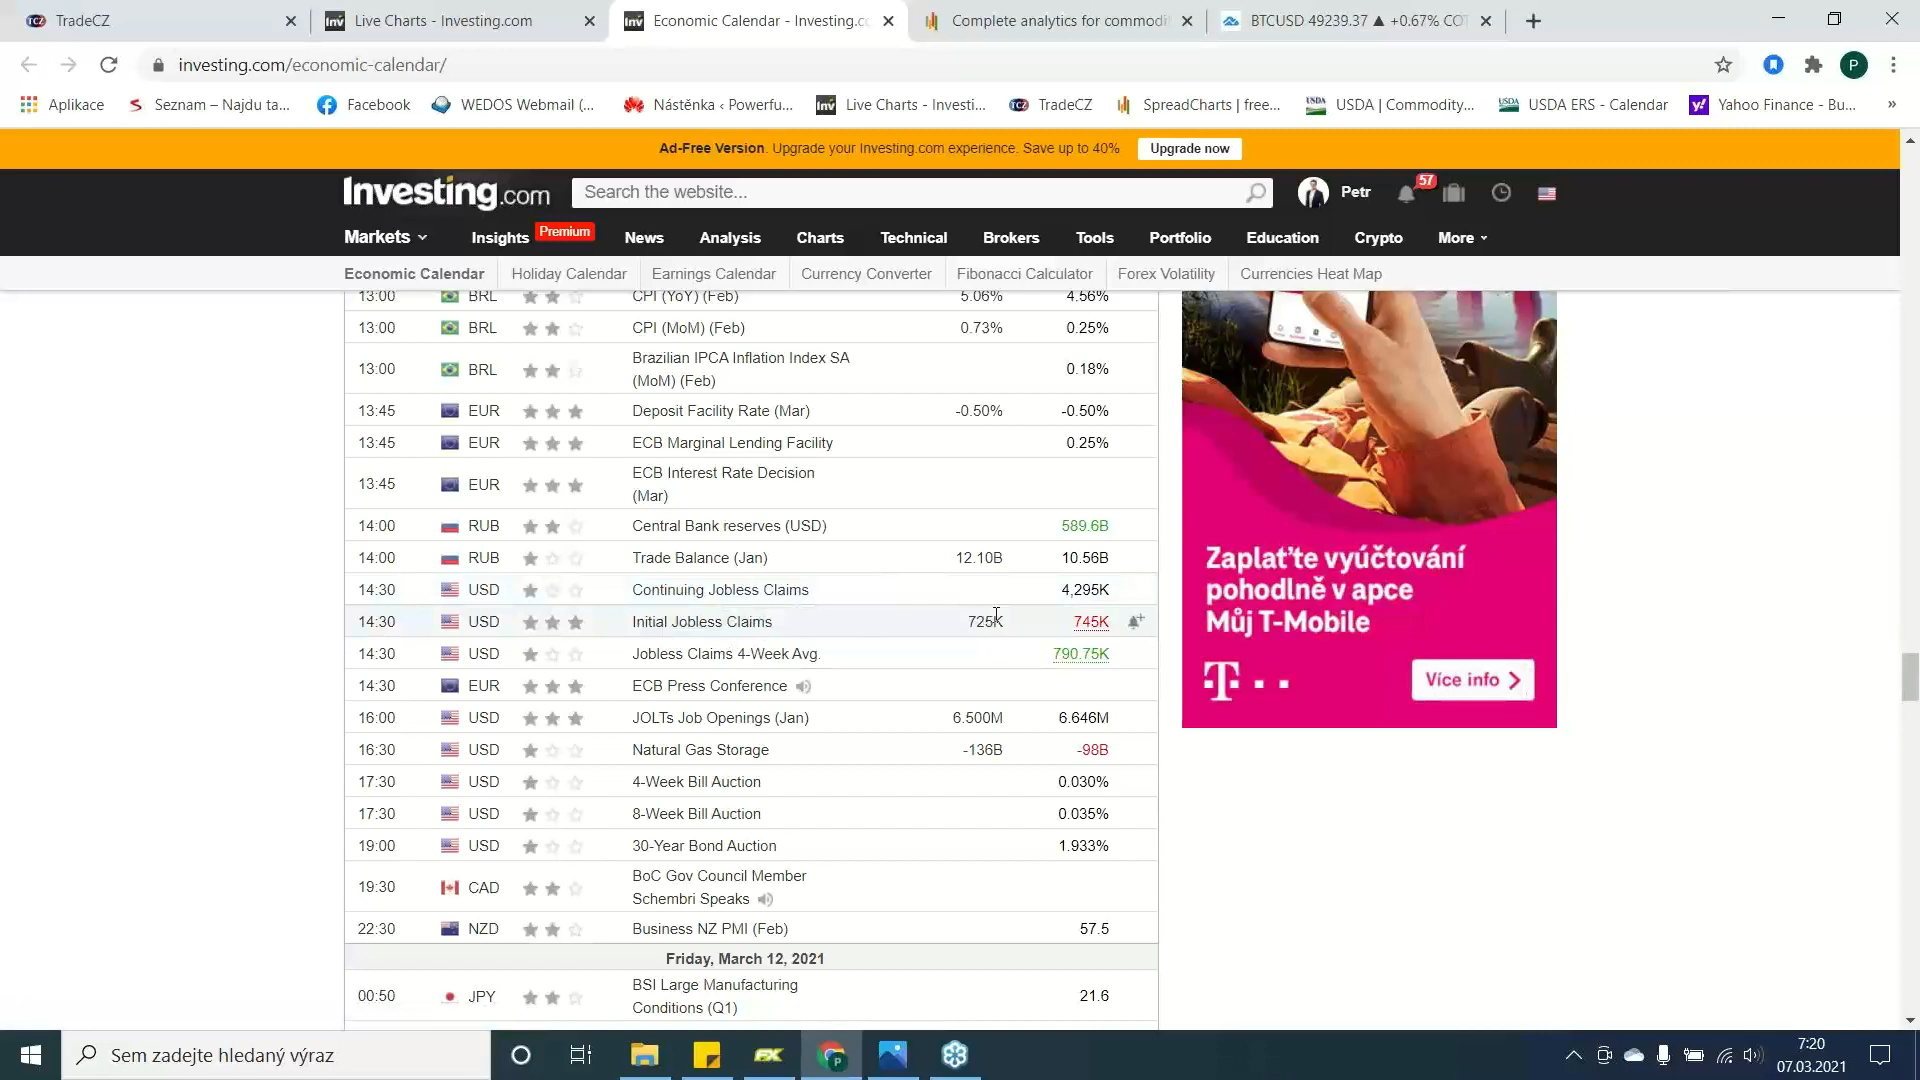 TradeCZ
Live Charts - Investing.com
Economic Calendar - Investing.co
Complete analytics for commodi
BTCUSD 49239.37 ▲ +0.67% COT
investing.com/economic-calendar/
P
Aplikace
Seznam – Najdu ta...
Facebook
WEDOS Webmail (...
Nástěnka ‹ Powerfu...
Live Charts - Investi...
TradeCZ
SpreadCharts | free...
USDA | Commodity...
USDA ERS - Calendar
Yahoo Finance - Bu...
»
Ad-Free Version. Upgrade your Investing.com experience. Save up to 40%
Upgrade now
Investing.com
Search the website...
Petr
57
Markets
Insights
Premium
News
Analysis
Charts
Technical
Brokers
Tools
Portfolio
Education
Crypto
More
Economic Calendar
Holiday Calendar
Earnings Calendar
Currency Converter
Fibonacci Calculator
Forex Volatility
Currencies Heat Map
13:00 BRL CPI (YoY) (Feb) 5.06% 4.56%
13:00 BRL CPI (MoM) (Feb) 0.73% 0.25%
13:00 BRL Brazilian IPCA Inflation Index SA
(MoM) (Feb) 0.18%
13:45 EUR Deposit Facility Rate (Mar) -0.50% -0.50%
13:45 EUR ECB Marginal Lending Facility 0.25%
13:45 EUR ECB Interest Rate Decision
(Mar)
14:00 RUB Central Bank reserves (USD) 589.6B
14:00 RUB Trade Balance (Jan) 12.10B 10.56B
14:30 USD Continuing Jobless Claims 4,295K
14:30 USD Initial Jobless Claims 725K 745K
14:30 USD Jobless Claims 4-Week Avg. 790.75K
14:30 EUR ECB Press Conference
16:00 USD JOLTs Job Openings (Jan) 6.500M 6.646M
16:30 USD Natural Gas Storage -136B -98B
17:30 USD 4-Week Bill Auction 0.030%
17:30 USD 8-Week Bill Auction 0.035%
19:00 USD 30-Year Bond Auction 1.933%
19:30 CAD BoC Gov Council Member
Schembri Speaks
22:30 NZD Business NZ PMI (Feb) 57.5
Friday, March 12, 2021
00:50 JPY BSI Large Manufacturing
Conditions (Q1) 21.6
Zaplaťte vyúčtování
pohodlně v apce
Můj T-Mobile
T
Více info
Sem zadejte hledaný výraz
FX
7:20
07.03.2021